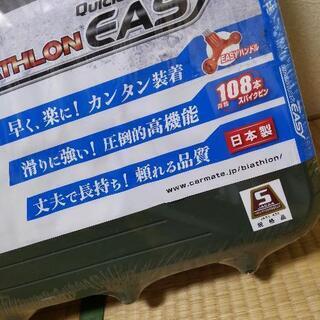 Quick
ATHLON EASY
早く、楽に! カンタン装着
EASYハンドル
滑りに強い! 圧倒的高機能
108本
スパイクピン
丈夫で長持ち! 頼れる品質
日本製
www.carmate.jp/biathlon/
EASY
S